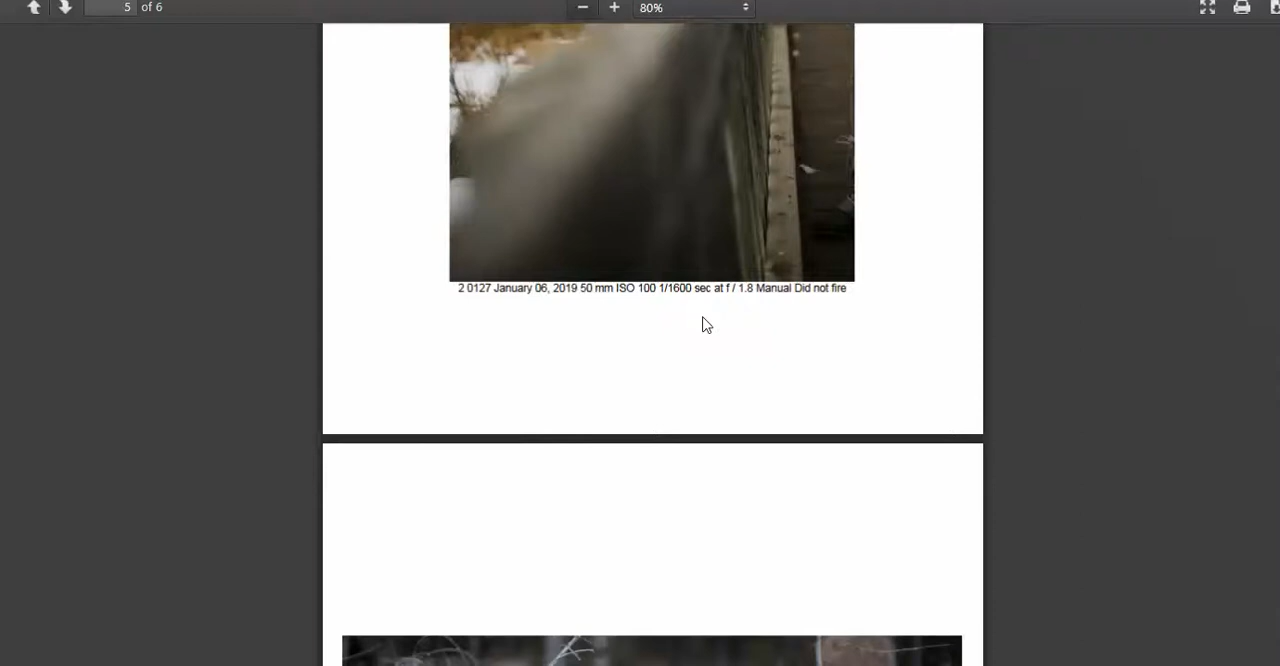 5 of 6
80%
2 0127 January 06, 2019 50 mm ISO 100 1/1600 sec at f / 1.8 Manual Did not fire